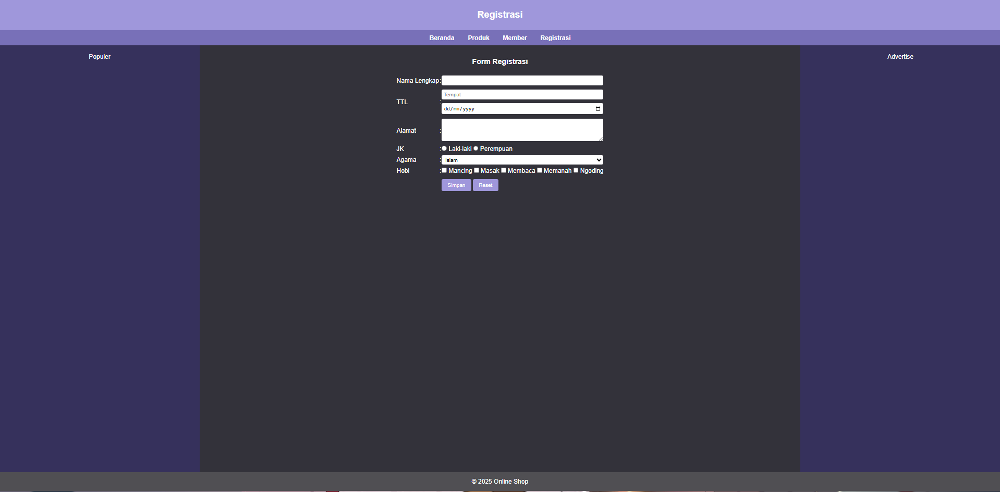 Registrasi
Beranda Produk Member Registrasi
Populer
Form Registrasi
Nama Lengkap :
TTL : Tempat
dd/mm/yyyy
Alamat :
JK : Laki-laki Perempuan
Agama : Islam
Hobi : Mancing Masak Membaca Memanah Ngoding
Simpan Reset
Advertise
© 2025 Online Shop